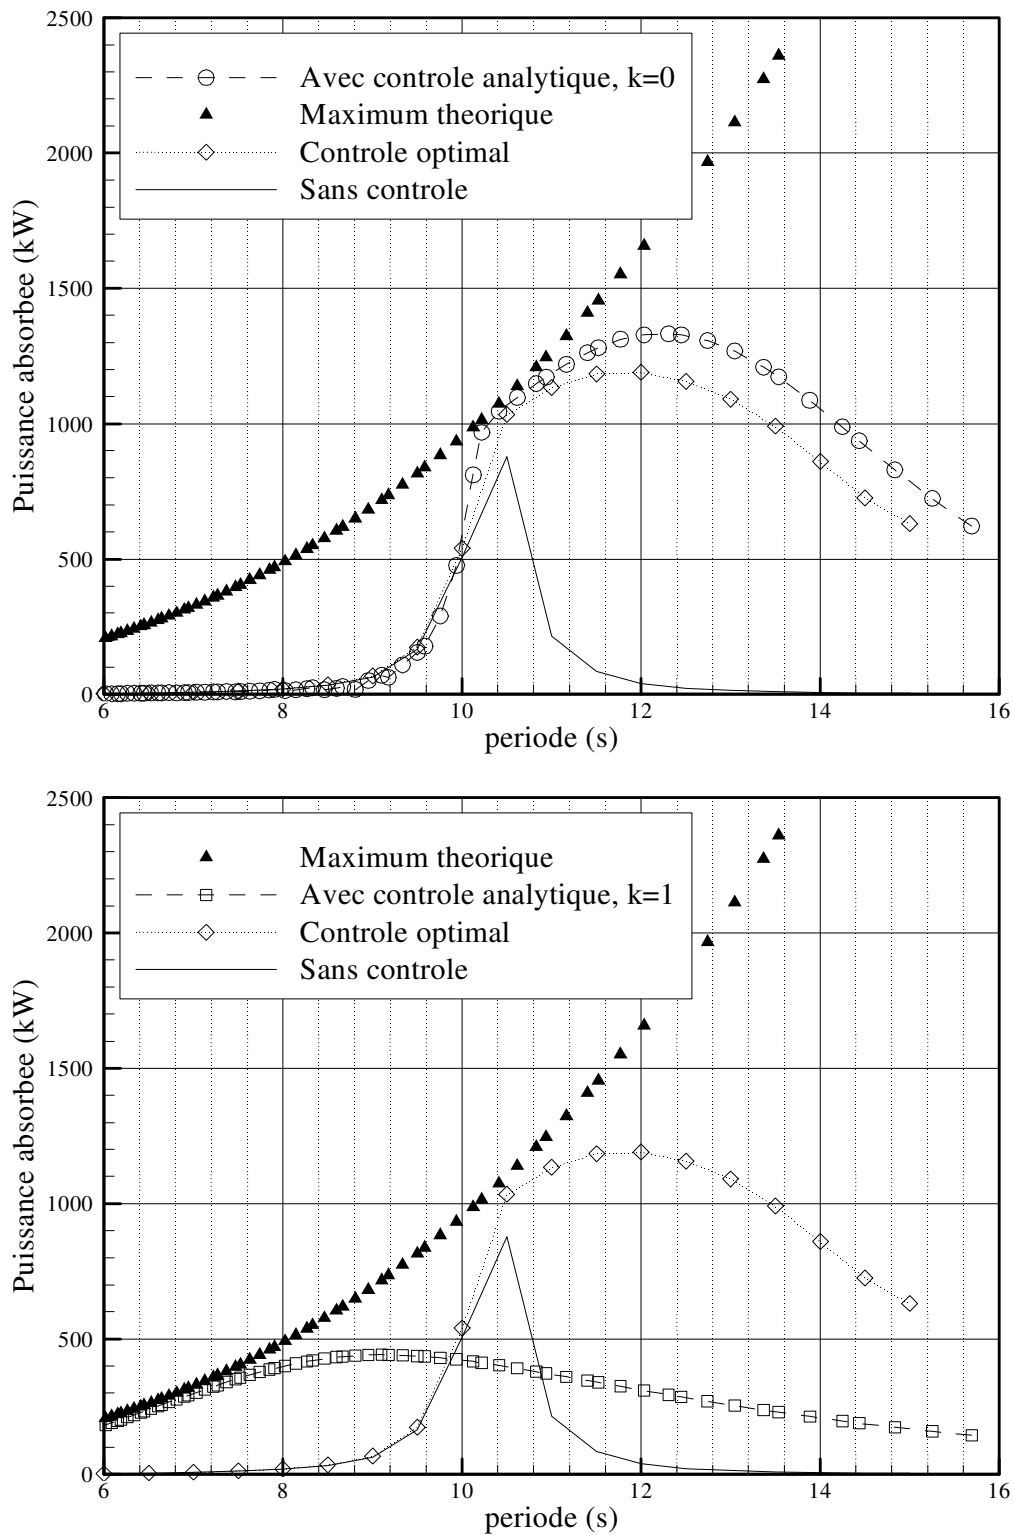 2500
Avec controle analytique, k=0
Maximum theorique
2000
Controle optimal
Sans controle
Puissance absorbee (kW)
1500
1000
500
0
6 8 10 12 14 16
periode (s)
2500
Maximum theorique
Avec controle analytique, k=1
2000
Controle optimal
Sans controle
Puissance absorbee (kW)
1500
1000
500
0
6 8 10 12 14 16
periode (s)